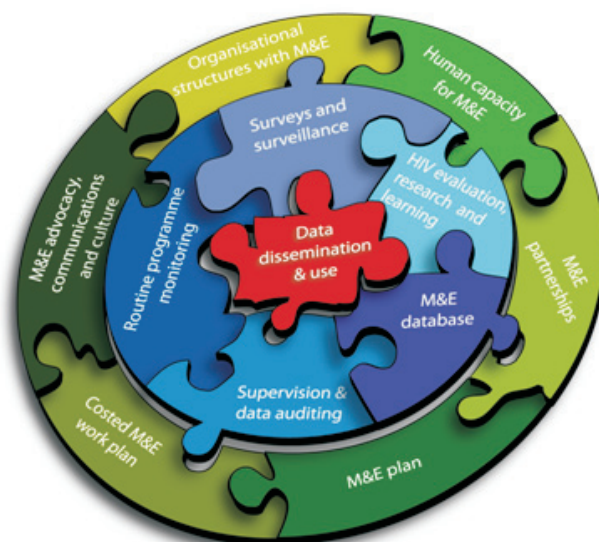 Organisational
structures with M&E
Human capacity
for M&E
M&E
partnerships
M&E plan
Costed M&E
work plan
M&E advocacy,
communications
and culture
Surveys and
surveillance
HIV evaluation,
research and
learning
M&E
database
Supervision &
data auditing
Routine programme
monitoring
Data
dissemination
& use